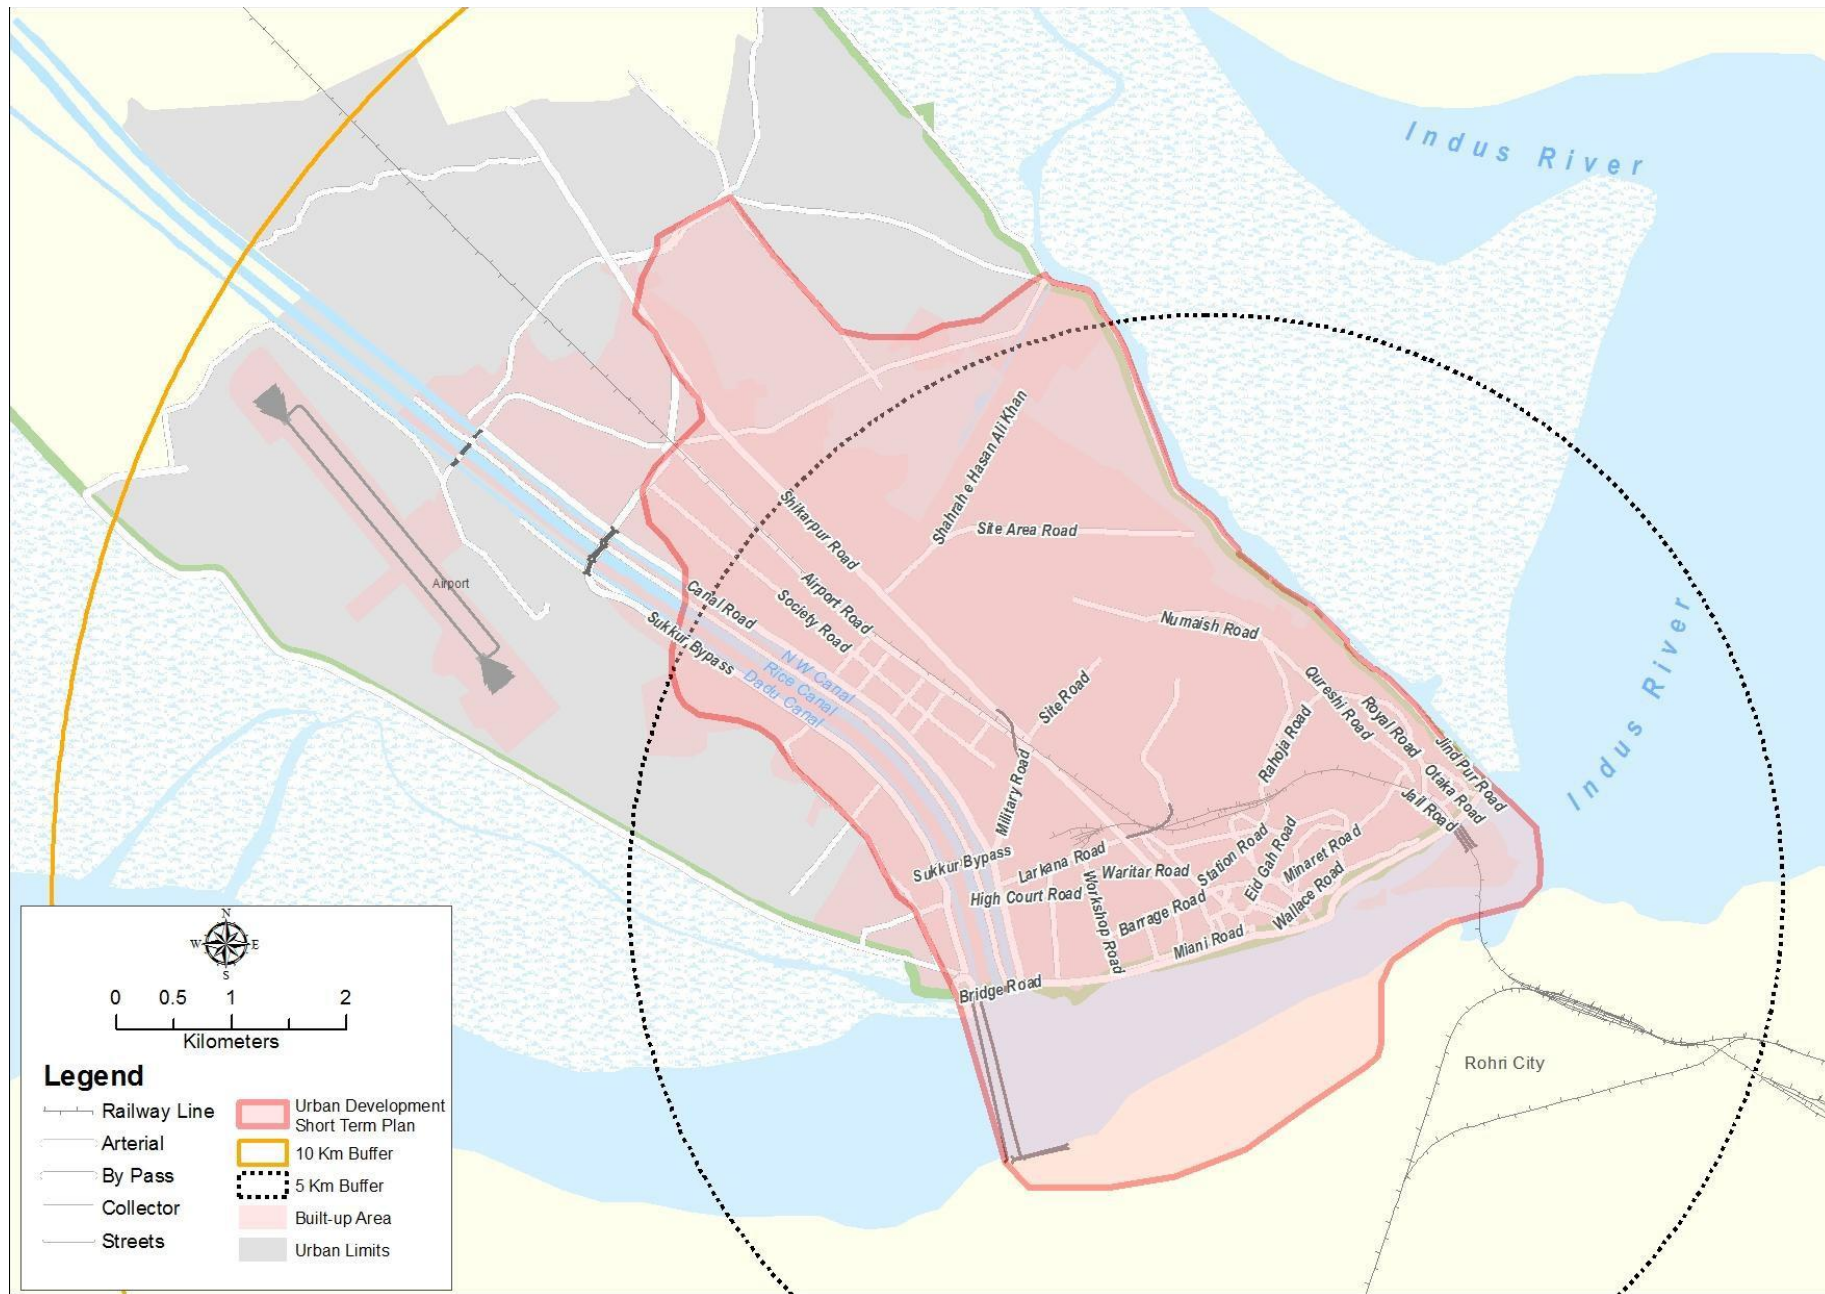 Indus River
Indus River
Shahrah e Hasan Ali Khan
Shikarpur Road
Site Area Road
Airport
Airport Road
Canal Road
Society Road
Sukkur Bypass
N W Canal
Rice Canal
Dadu Canal
Numaish Road
Site Road
Qureshi Road
Royal Road
Rahoja Road
Jind Pur Road
Otaka Road
Jail Road
Military Road
Sukkur Bypass
Larkana Road
Waritar Road
Station Road
Eid Gah Road
Minaret Road
High Court Road
Workshop Road
Barrage Road
Wallace Road
Miani Road
Bridge Road
Rohri City
N
W E
S
0 0.5 1 2
Kilometers
Legend
Railway Line
Arterial
By Pass
Collector
Streets
Urban Development
Short Term Plan
10 Km Buffer
5 Km Buffer
Built-up Area
Urban Limits